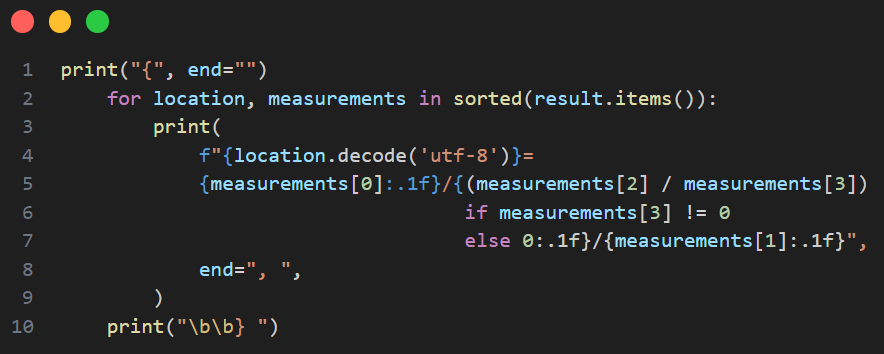 1 print("{", end="")
2     for location, measurements in sorted(result.items()):
3         print(
4             f"{location.decode('utf-8')}=
5             {measurements[0]:.1f}/{(measurements[2] / measurements[3])
6                                    if measurements[3] != 0
7                                    else 0:.1f}/{measurements[1]:.1f}",
8             end=", ",
9         )
10     print("\b\b} ")